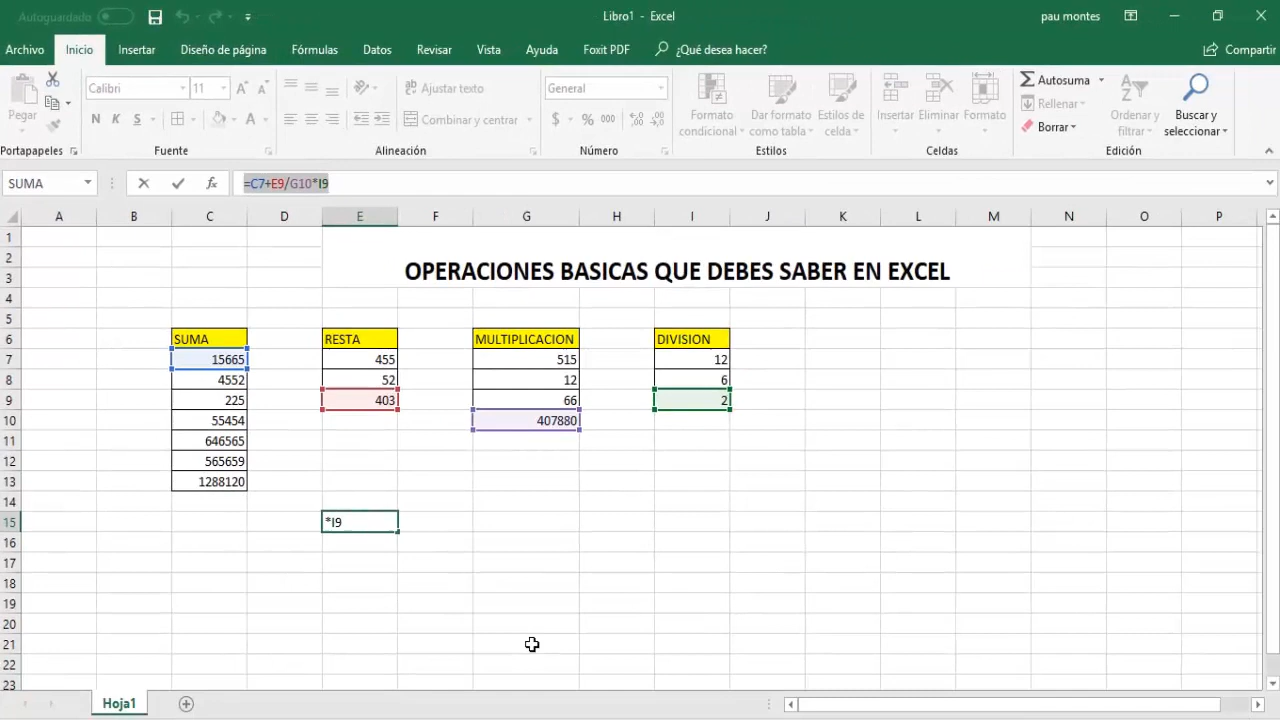 Autoguardado
Libro1 - Excel
pau montes
Archivo Inicio Insertar Diseño de página Fórmulas Datos Revisar Vista Ayuda Foxit PDF ¿Qué desea hacer? Compartir
Pegar
Calibri 11
N K S
Ajustar texto
Combinar y centrar
General
$ % 000
Formato condicional
Dar formato como tabla
Estilos de celda
Insertar Eliminar Formato
Autosuma
Rellenar
Borrar
Ordenar y filtrar
Buscar y seleccionar
Portapapeles Fuente Alineación Número Estilos Celdas Edición
SUMA fx =C7+E9/G10*I9
A B C D E F G H I J K L M N O P
1
2
3 OPERACIONES BASICAS QUE DEBES SABER EN EXCEL
4
5
6 SUMA RESTA MULTIPLICACION DIVISION
7 15665 455 515 12
8 4552 52 12 6
9 225 403 66 2
10 55454 407880
11 646565
12 565659
13 1288120
14
15 *I9
16
17
18
19
20
21
22
23
Hoja1